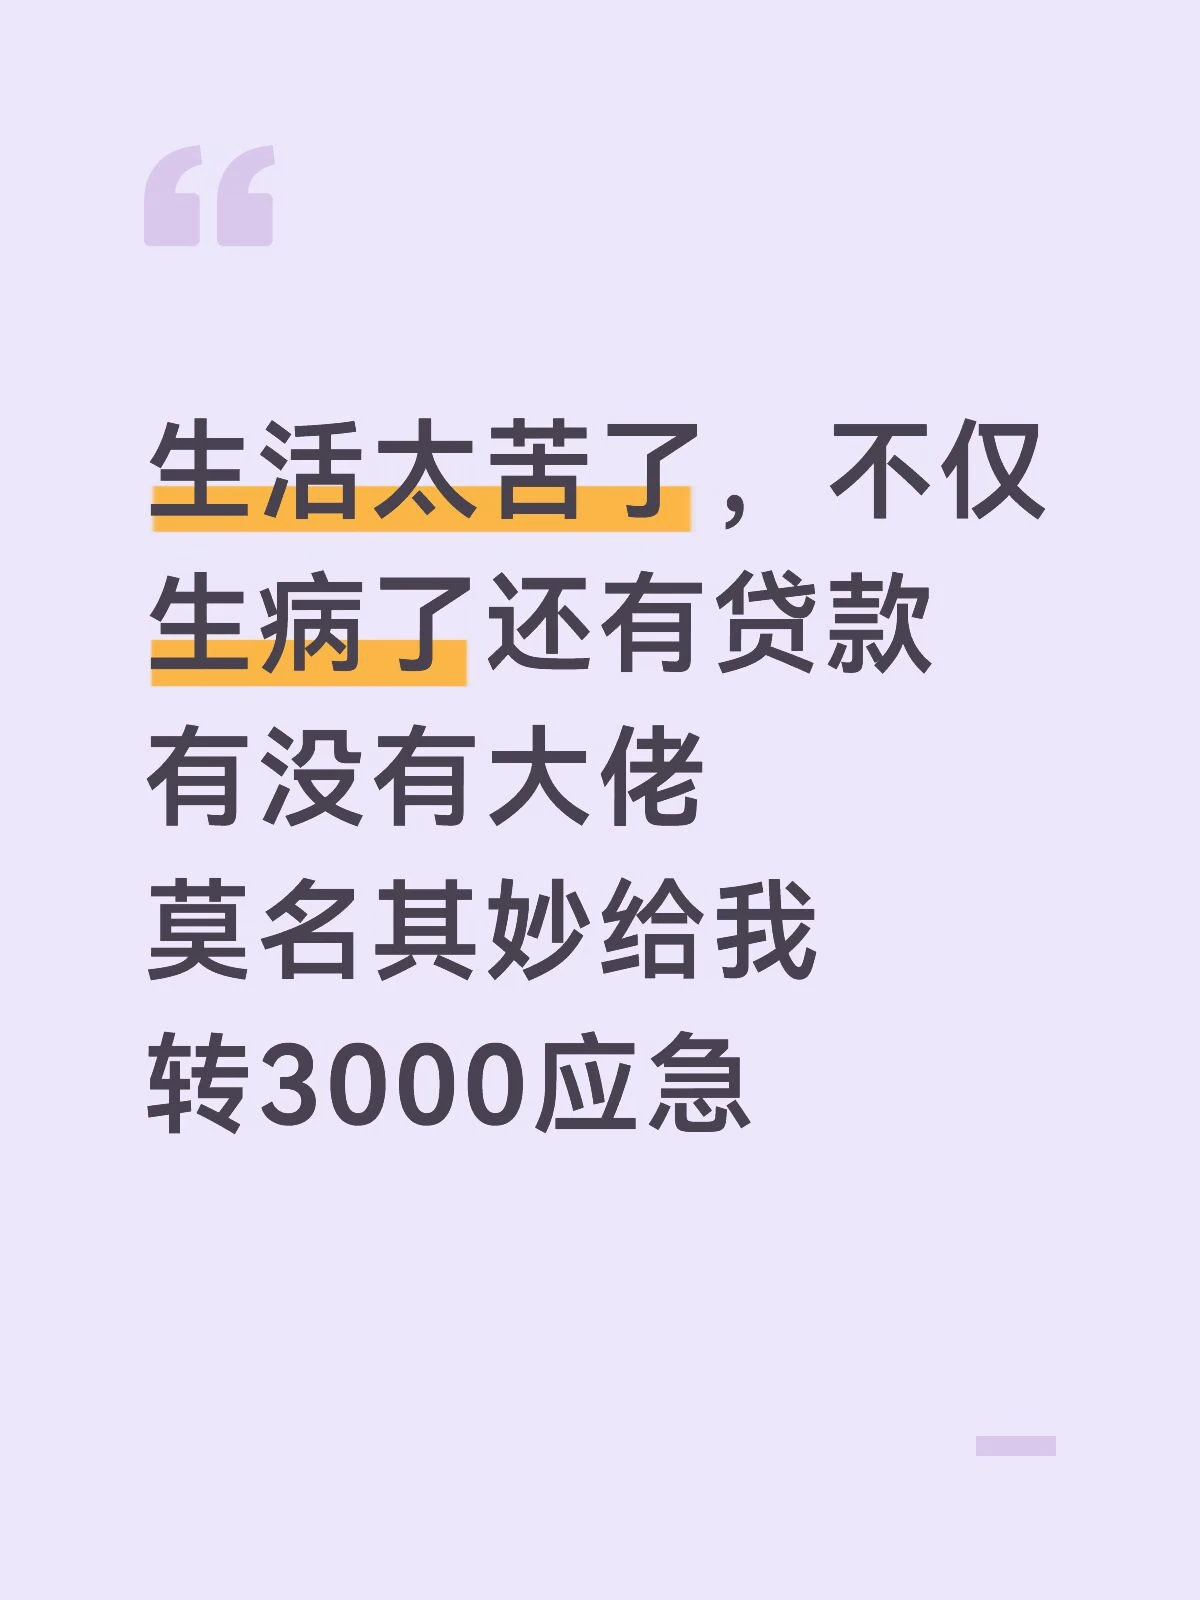 生活太苦了，不仅
生病了还有贷款
有没有大佬
莫名其妙给我
转3000应急